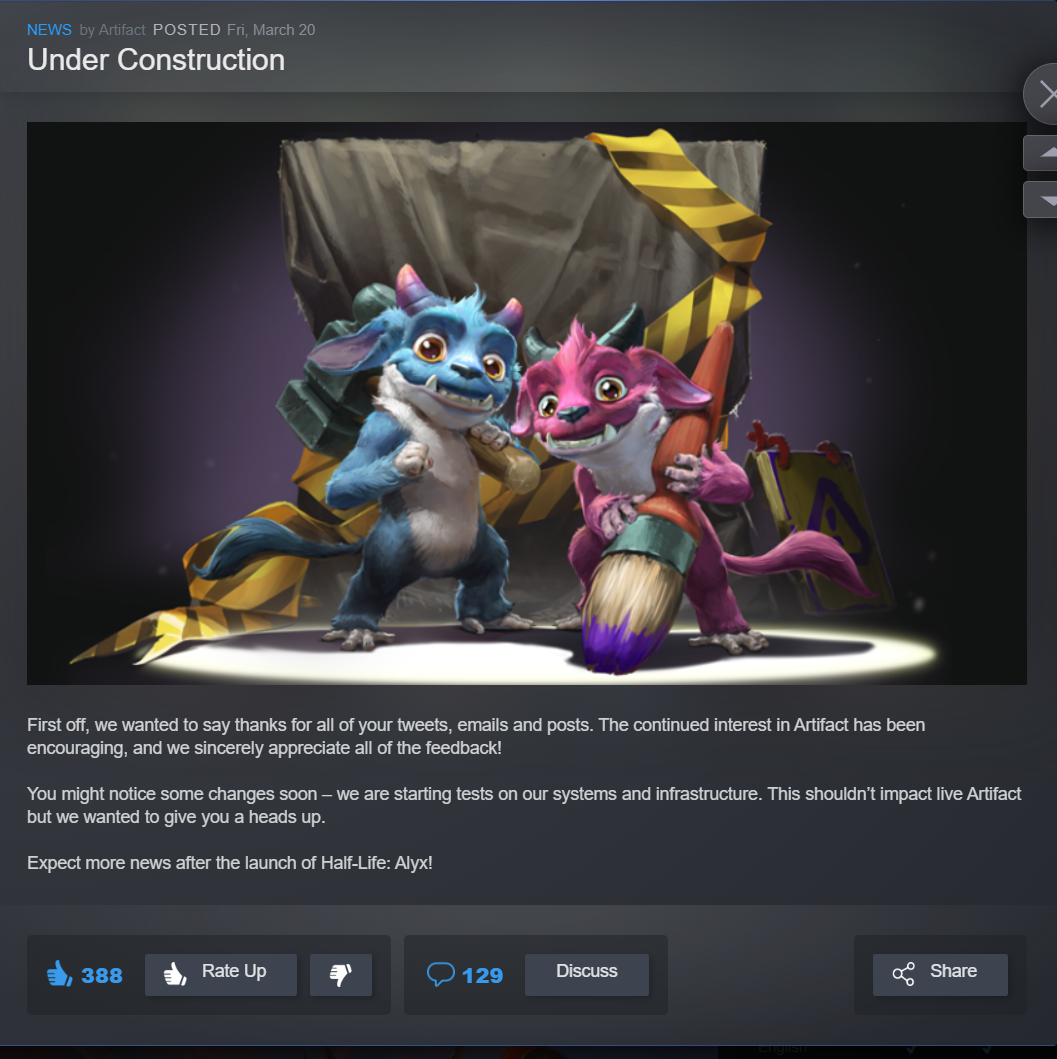 NEWS by Artifact POSTED Fri, March 20
Under Construction
First off, we wanted to say thanks for all of your tweets, emails and posts. The continued interest in Artifact has been
encouraging, and we sincerely appreciate all of the feedback!
You might notice some changes soon – we are starting tests on our systems and infrastructure. This shouldn’t impact live Artifact
but we wanted to give you a heads up.
Expect more news after the launch of Half-Life: Alyx!
388 Rate Up 129 Discuss Share
English